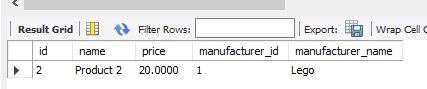 Result Grid Filter Rows: Export: Wrap Cell C
id name price manufacturer_id manufacturer_name
2 Product 2 20.0000 1 Lego